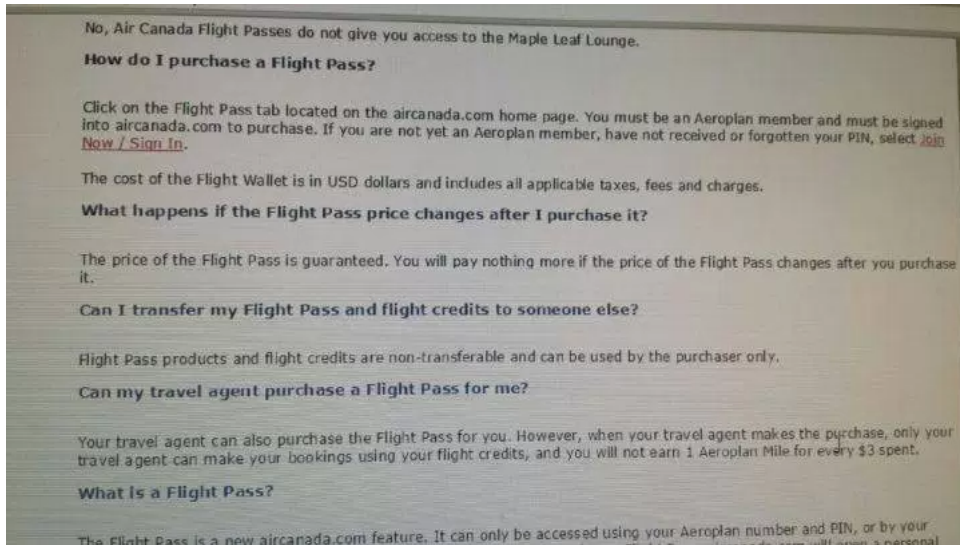 No, Air Canada Flight Passes do not give you access to the Maple Leaf Lounge.
How do I purchase a Flight Pass?
Click on the Flight Pass tab located on the aircanada.com home page. You must be an Aeroplan member and must be signed
into aircanada.com to purchase. If you are not yet an Aeroplan member, have not received or forgotten your PIN, select Join
Now / Sign In.
The cost of the Flight Wallet is in USD dollars and includes all applicable taxes, fees and charges.
What happens if the Flight Pass price changes after I purchase it?
The price of the Flight Pass is guaranteed. You will pay nothing more if the price of the Flight Pass changes after you purchase
it.
Can I transfer my Flight Pass and flight credits to someone else?
Flight Pass products and flight credits are non-transferable and can be used by the purchaser only.
Can my travel agent purchase a Flight Pass for me?
Your travel agent can also purchase the Flight Pass for you. However, when your travel agent makes the purchase, only your
travel agent can make your bookings using your flight credits, and you will not earn 1 Aeroplan Mile for every $3 spent.
What is a Flight Pass?
The Flight Pass is a new aircanada.com feature. It can only be accessed using your Aeroplan number and PIN, or by your
will open a personal